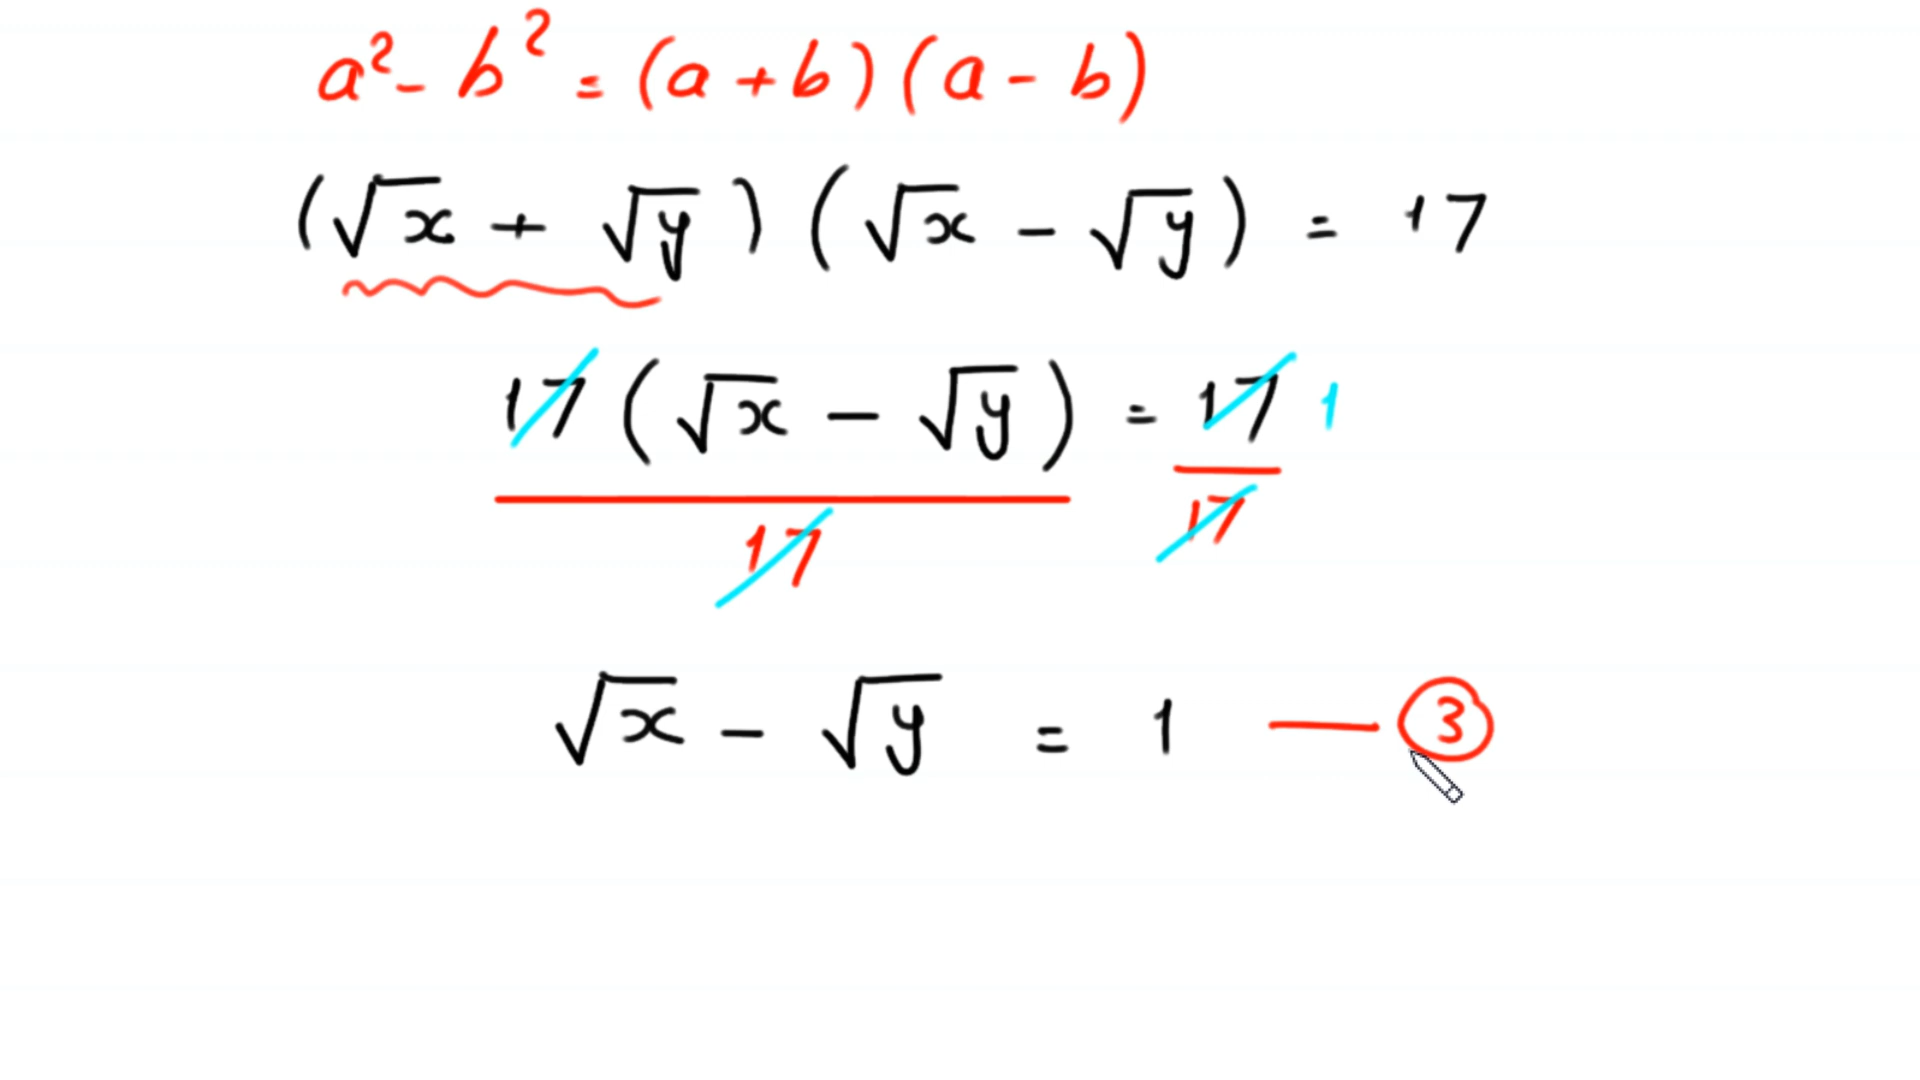 a² - b² = (a + b)(a - b)
(√x + √y)(√x - √y) = 17
17(√x - √y) = 17 1
17 17
√x - √y = 1 — ③